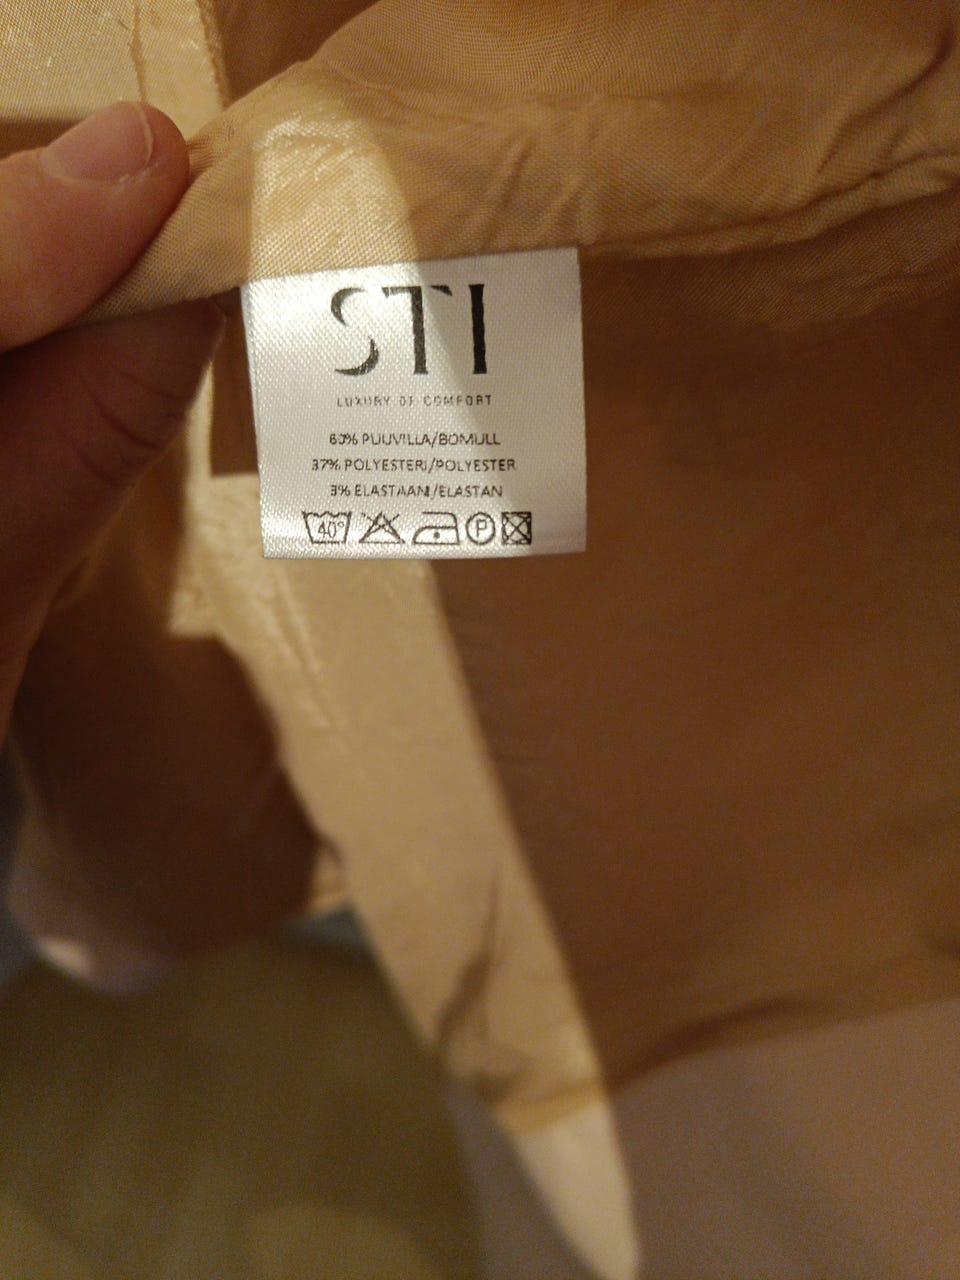 STI
LUXURY OF COMFORT
60% PUUVILLA/BOMULL
37% POLYESTERI/POLYESTER
3% ELASTAANI/ELASTAN
40°
P